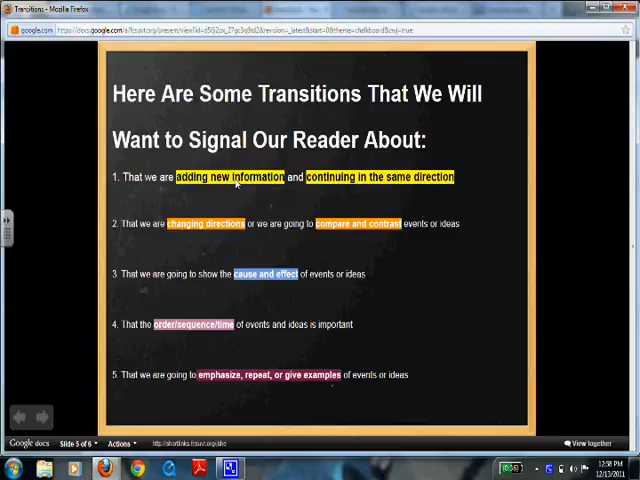 Transitions - Mozilla Firefox
google.com
Here Are Some Transitions That We Will
Want to Signal Our Reader About:
1. That we are adding new information and continuing in the same direction
2. That we are changing directions or we are going to compare and contrast events or ideas
3. That we are going to show the cause and effect of events or ideas
4. That the order/sequence/time of events and ideas is important
5. That we are going to emphasize, repeat, or give examples of events or ideas
Google docs Slide 5 of 6 Actions View together
12:58 PM
12/13/2011